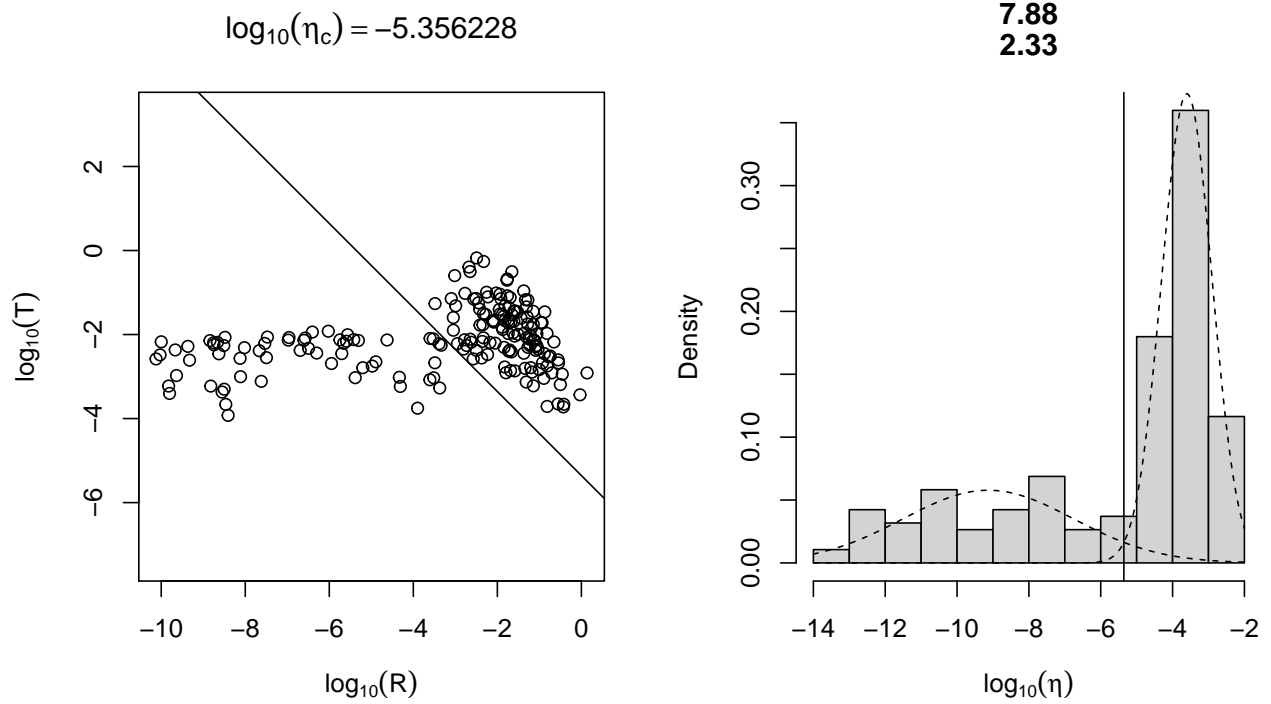 log10(ηc) = −5.356228
2
0
−2
−4
−6
log10(T)
−10 −8 −6 −4 −2 0
log10(R)
7.88
2.33
0.30
0.20
0.10
0.00
Density
−14 −12 −10 −8 −6 −4 −2
log10(η)